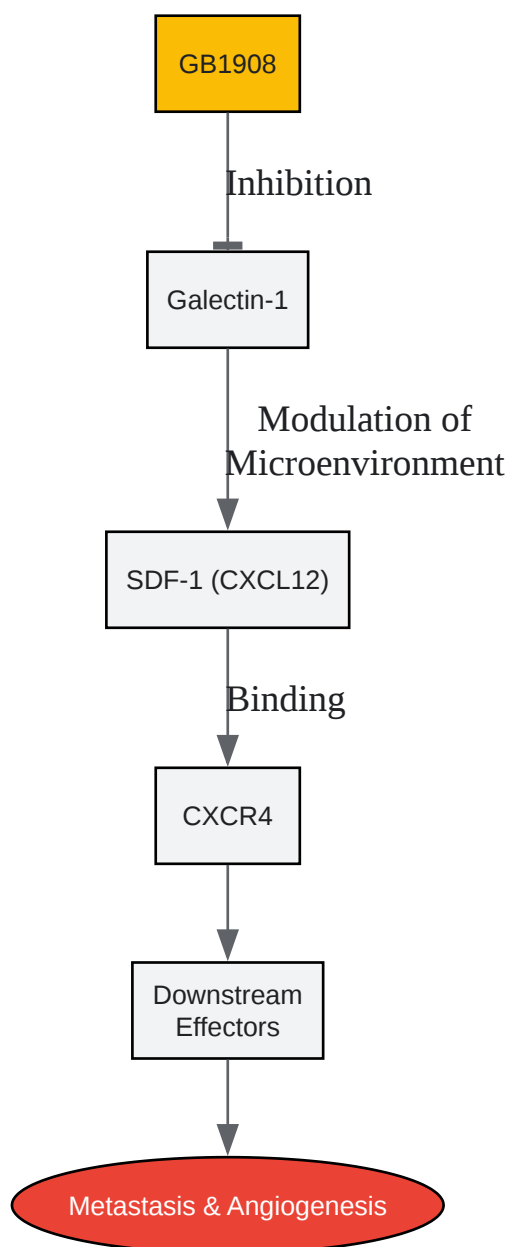 GB1908
Inhibition
Galectin-1
Modulation of
Microenvironment
SDF-1 (CXCL12)
Binding
CXCR4
Downstream
Effectors
Metastasis & Angiogenesis